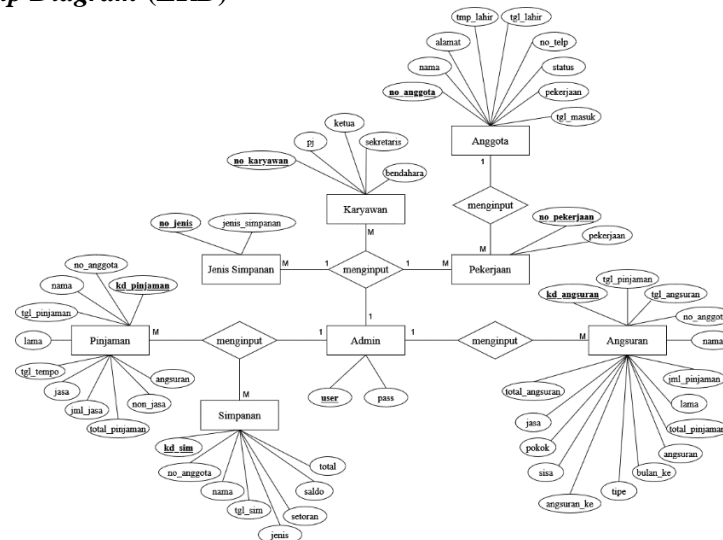 Diagram
tmp_lahir
tgl_lahir
alamat
no_telp
nama
status
no_anggota
pekerjaan
tgl_masuk
Anggota
1
menginput
M
ketua
pj
sekretaris
no_karyawan
bendahara
Karyawan
M
no_pekerjaan
pekerjaan
no_jenis
jenis_simpanan
Jenis Simpanan
M
1
menginput
1
M
Pekerjaan
1
no_anggota
nama
kd_pinjaman
tgl_pinjaman
lama
Pinjaman
M
menginput
1
Admin
1
menginput
M
Angsuran
tgl_pinjaman
kd_angsuran
tgl_angsuran
no_anggot
nama
tgl_tempo
jasa
jml_jasa
total_pinjaman
non_jasa
angsuran
M
Simpanan
user
pass
kd_sim
no_anggota
nama
tgl_sim
jenis
setoran
saldo
total
total_angsuran
jasa
pokok
sisa
angsuran_ke
tipe
bulan_ke
angsuran
total_pinjaman
lama
jml_pinjaman